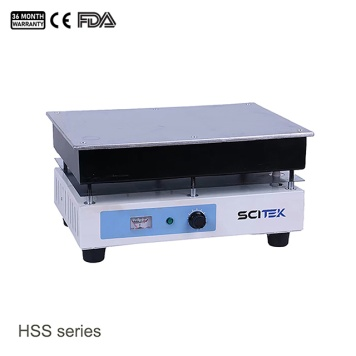 36 MONTH
WARRANTY CE FDA
SCITEK
HSS series